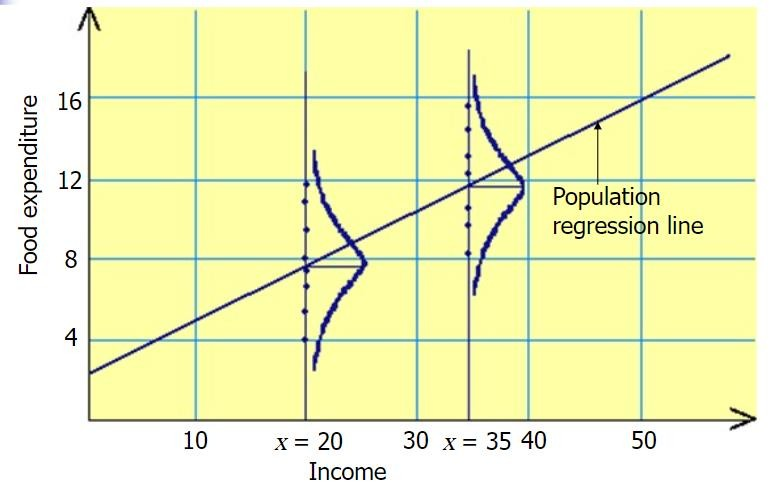 Food expenditure
16
12
8
4
Population
regression line
10
x = 20
30
x = 35
40
50
Income